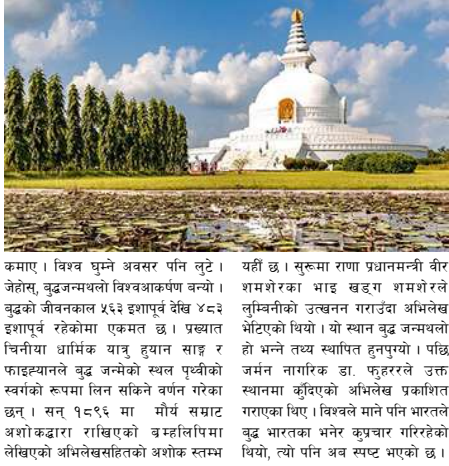 कमाए । विश्व घुम्ने अवसर पनि लुटे ।
जेहोस्, बुद्धजन्मथलो विश्वआकर्षण बन्यो ।
बुद्धको जीवनकाल ५६३ इशापूर्व देखि ४८३
इशापूर्व रहेकोमा एकमत छ । प्रख्यात
चिनीया धार्मिक यात्रु हुयान साङ्ग र
फाइह्यानले बुद्ध जन्मेको स्थल पृथ्वीको
स्वर्गको रूपमा लिन सकिने वर्णन गरेका
छन् । सन् १८९६ मा मौर्य सम्राट
अशोकद्धारा राखिएको ब्रम्हलिपिमा
लेखिएको अभिलेखसहितको अशोक स्तम्भ
यहीं छ । सुरूमा राणा प्रधानमन्त्री वीर
शमशेरका भाइ खड्ग शमशेरले
लुम्बिनीको उत्खनन गराउँदा अभिलेख
भेटिएको थियो । यो स्थान बुद्ध जन्मथलो
हो भन्ने तथ्य स्थापित हुनपुग्यो । पछि
जर्मन नागरिक डा. फुहररले उक्त
स्थानमा कुँदिएको अभिलेख प्रकाशित
गराएका थिए । विश्वले माने पनि भारतले
बुद्ध भारतका भनेर कुप्रचार गरिरहेको
थियो, त्यो पनि अब स्पष्ट भएको छ ।